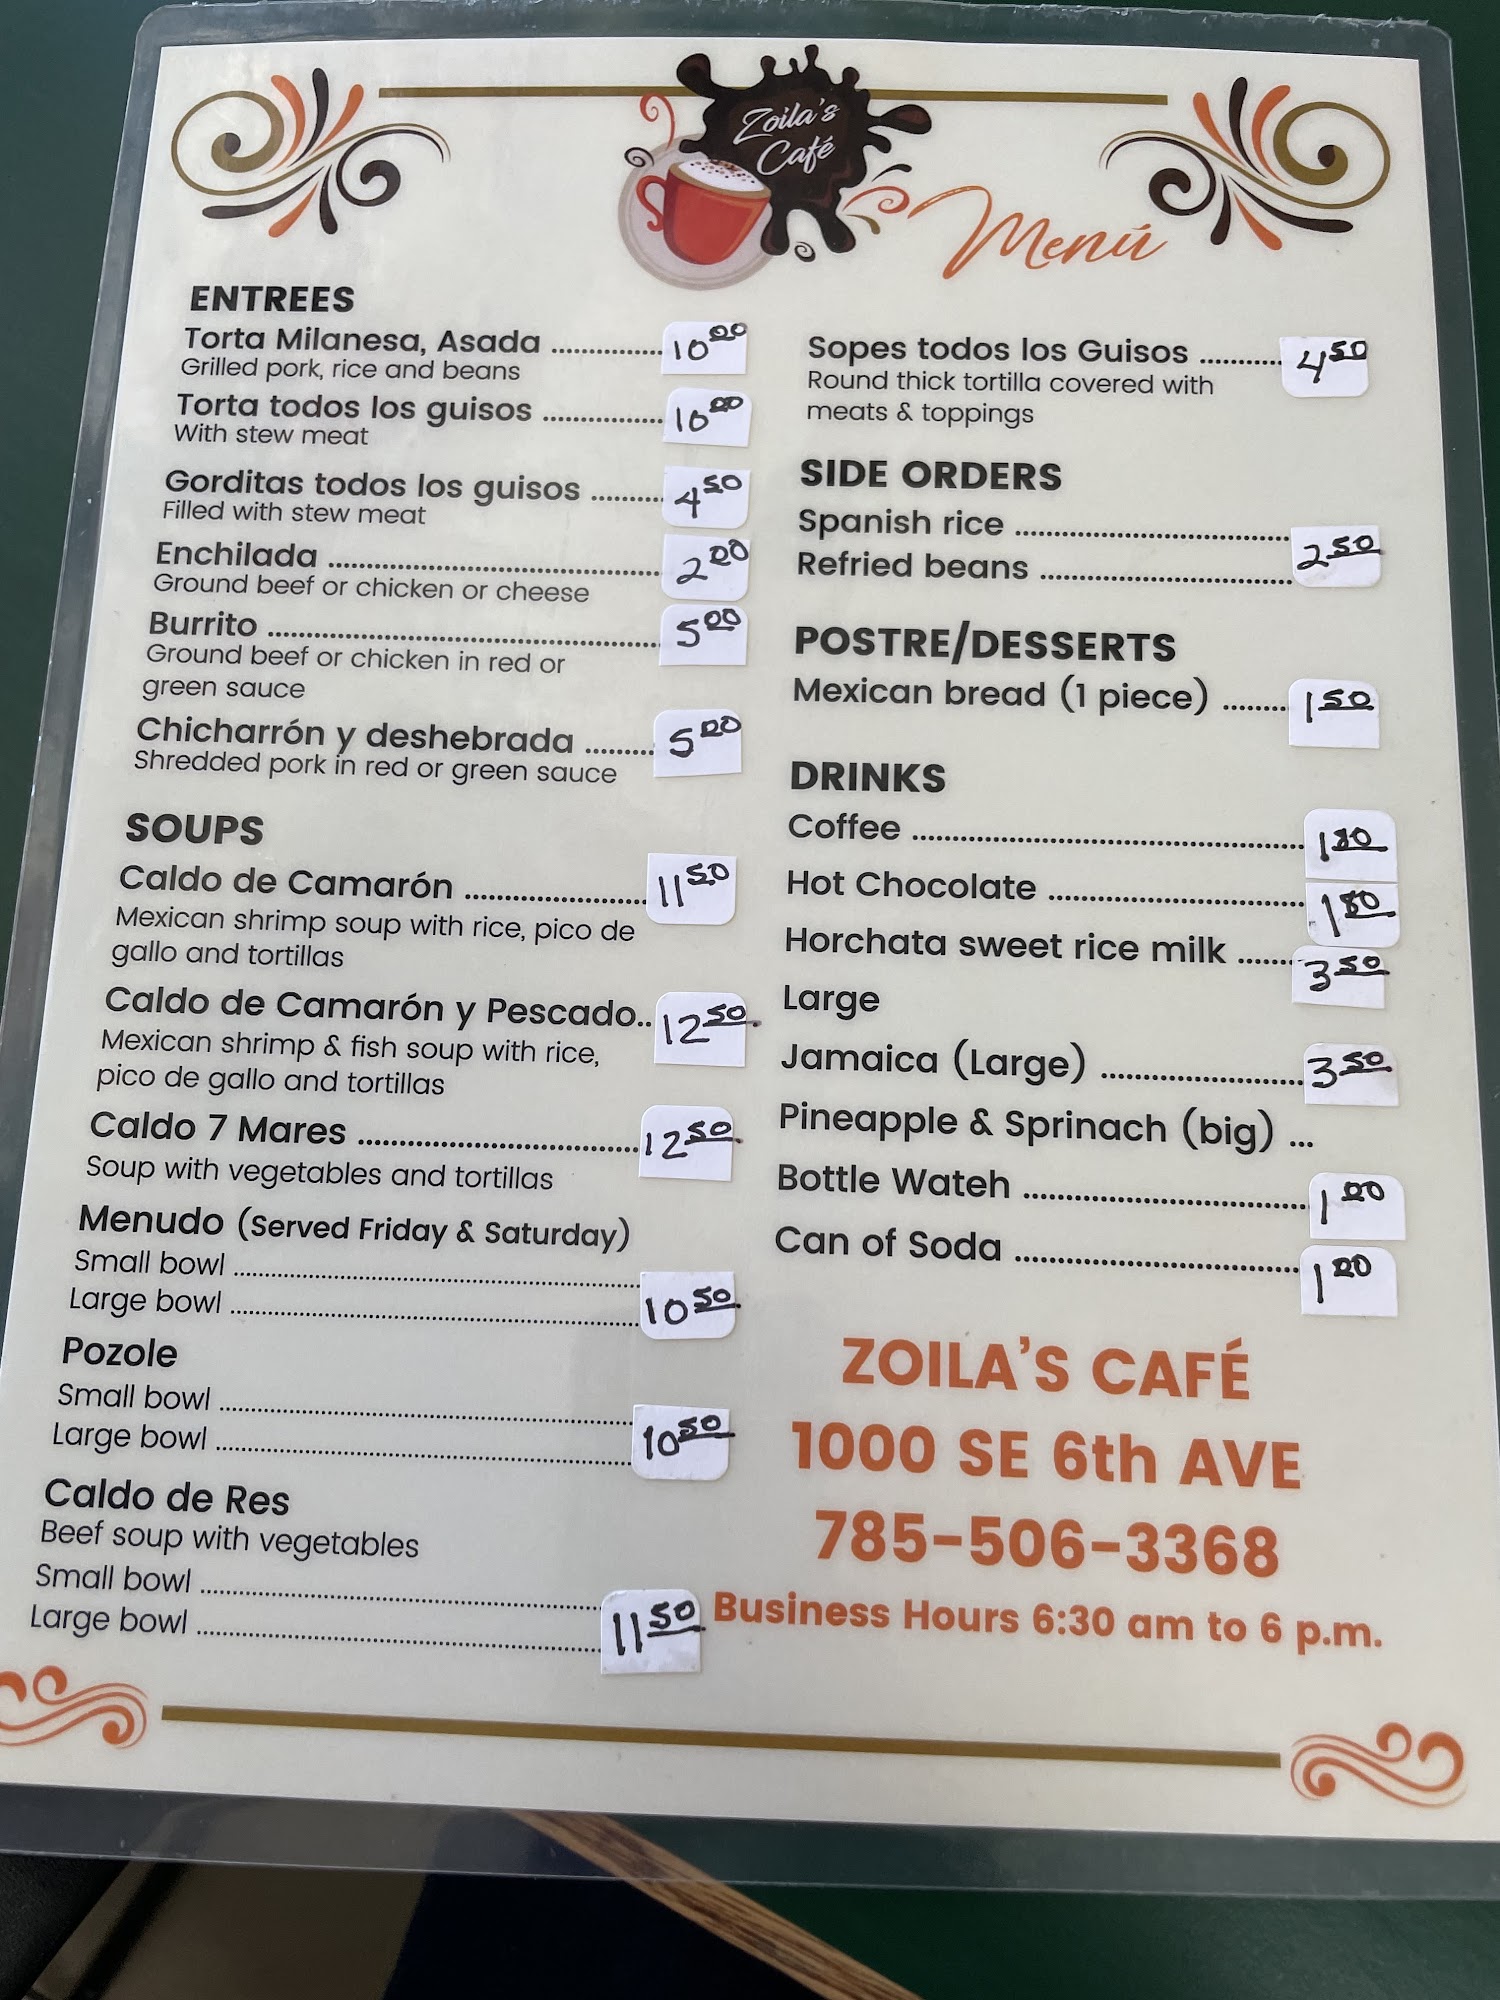 Zoila's
Café
Menú
ENTREES
Torta Milanesa, Asada .................. 10 00
Grilled pork, rice and beans
Torta todos los guisos .................. 10 00
With stew meat
Gorditas todos los guisos .......... 4 50
Filled with stew meat
Enchilada .................. 2 00
Ground beef or chicken or cheese
Burrito .................. 5 00
Ground beef or chicken in red or
green sauce
Chicharrón y deshebrada .......... 5 00
Shredded pork in red or green sauce
SOUPS
Caldo de Camarón .................. 11 50
Mexican shrimp soup with rice, pico de
gallo and tortillas
Caldo de Camarón y Pescado.. 12 50
Mexican shrimp & fish soup with rice,
pico de gallo and tortillas
Caldo 7 Mares .................. 12 50
Soup with vegetables and tortillas
Menudo (Served Friday & Saturday)
Small bowl ..................
Large bowl .................. 10 50
Pozole
Small bowl ..................
Large bowl .................. 10 50
Caldo de Res
Beef soup with vegetables
Small bowl ..................
Large bowl .................. 11 50
Sopes todos los Guisos .......... 4 50
Round thick tortilla covered with
meats & toppings
SIDE ORDERS
Spanish rice ..................
Refried beans .................. 2 50
POSTRE/DESSERTS
Mexican bread (1 piece) ........ 1 50
DRINKS
Coffee .................. 1
Hot Chocolate .................. 1
Horchata sweet rice milk ....... 3 50
Large
Jamaica (Large) .................. 3 50
Pineapple & Sprinach (big) ...
Bottle Wateh .................. 1 00
Can of Soda .................. 1 00
ZOILA'S CAFÉ
1000 SE 6th AVE
785-506-3368
Business Hours 6:30 am to 6 p.m.